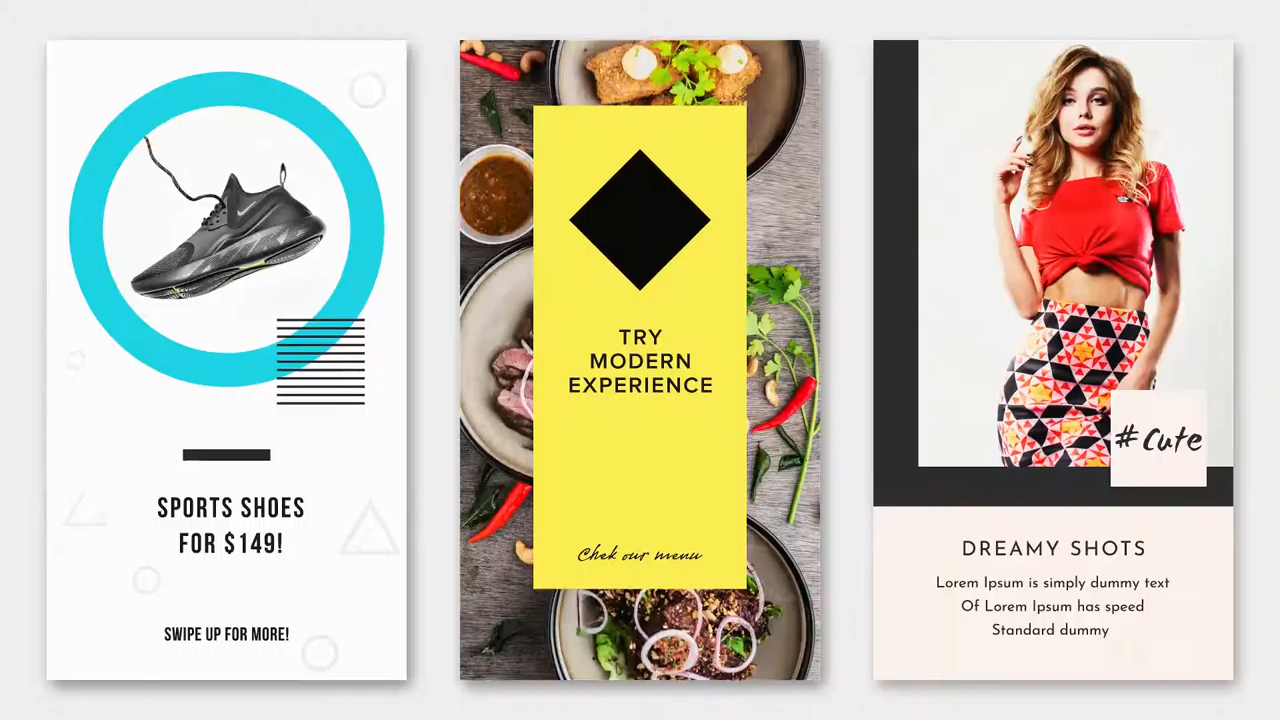 SPORTS SHOES
FOR $149!
SWIPE UP FOR MORE!
TRY
MODERN
EXPERIENCE
Chek our menu
#Cute
DREAMY SHOTS
Lorem Ipsum is simply dummy text
Of Lorem Ipsum has speed
Standard dummy